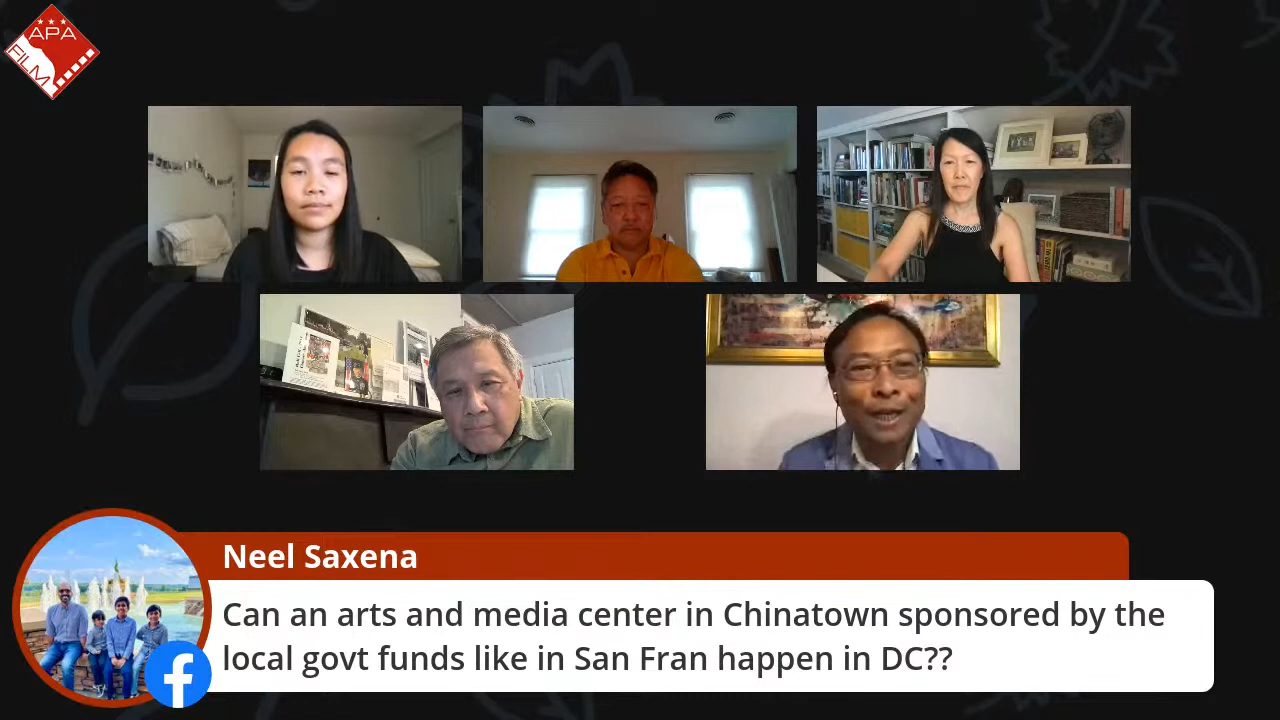 APA
FILM
Neel Saxena
Can an arts and media center in Chinatown sponsored by the
local govt funds like in San Fran happen in DC??